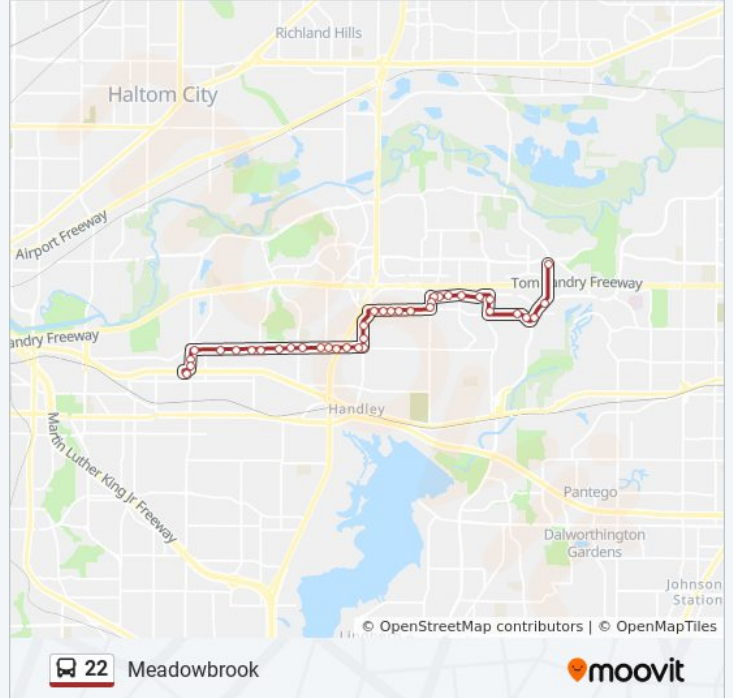 Richland Hills
Haltom City
Airport Freeway
Tom
andry Freeway
andry Freeway
Handley
Martin Luther King Jr Freeway
Pantego
Dalworthington
Gardens
Johnson
Station
© OpenStreetMap contributors | © OpenMapTiles
22 Meadowbrook
moovit